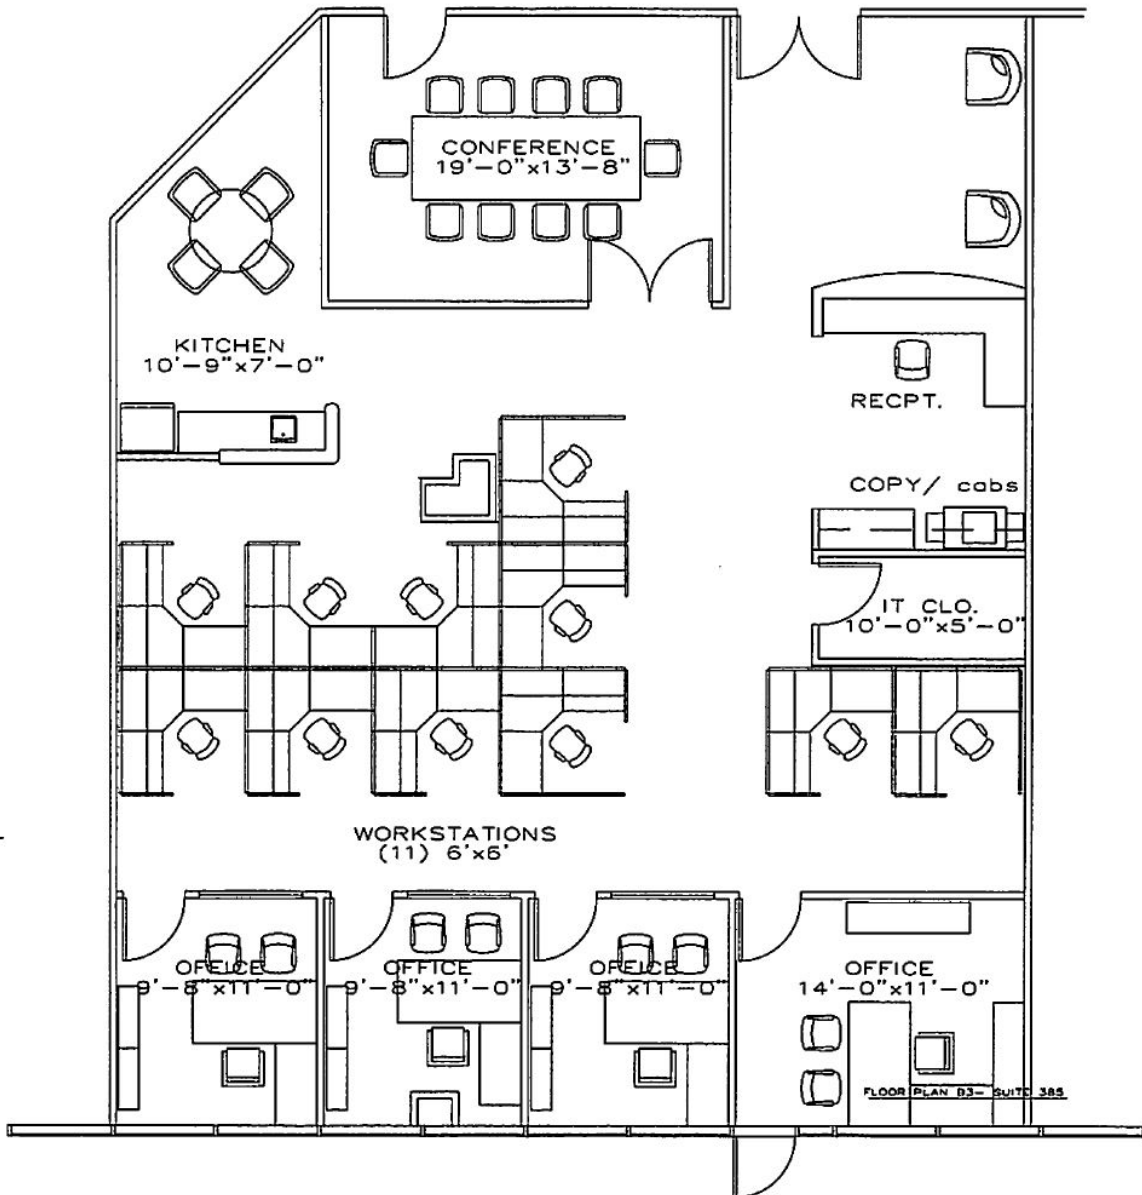 CONFERENCE
19'-0"x13'-8"
KITCHEN
10'-9"x7'-0"
RECPT.
COPY/ cabs
IT CLO.
10'-0"x5'-0"
WORKSTATIONS
(11) 6'x6'
OFFICE
9'-8"x11'-0"
OFFICE
9'-8"x11'-0"
OFFICE
9'-8"x11'-0"
OFFICE
14'-0"x11'-0"
FLOOR PLAN B3- SUITE 385